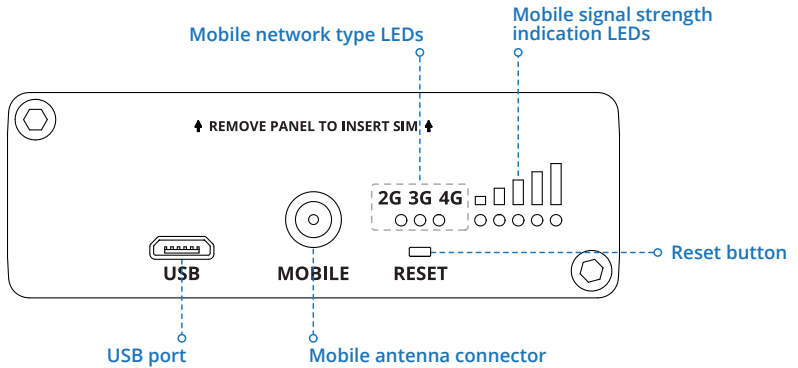 Mobile network type LEDs
Mobile signal strength
indication LEDs
REMOVE PANEL TO INSERT SIM
2G 3G 4G
USB
MOBILE
RESET
Reset button
USB port
Mobile antenna connector